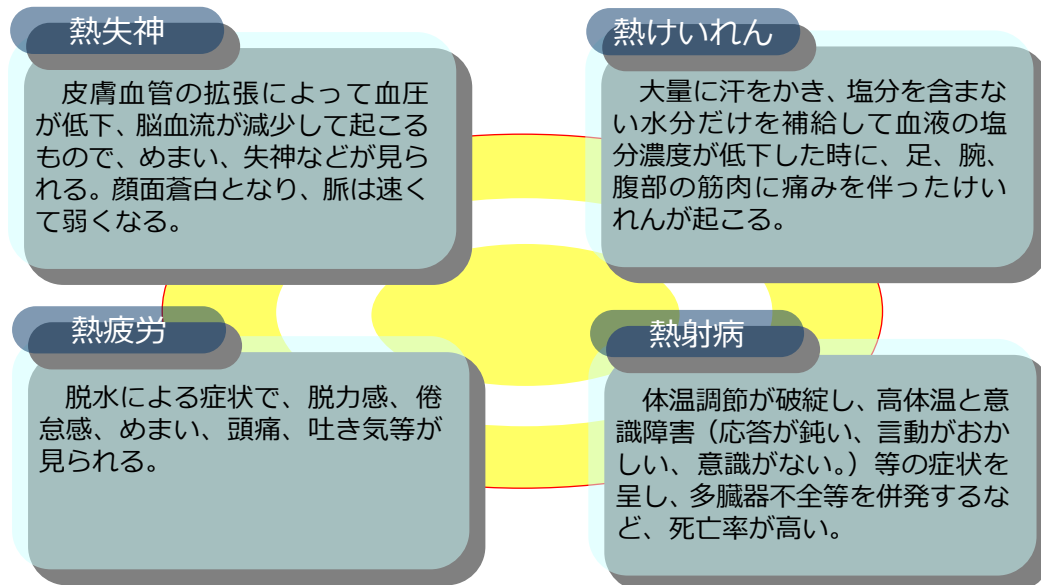 熱失神
皮膚血管の拡張によって血圧
が低下、脳血流が減少して起こる
もので、めまい、失神などが見ら
れる。顔面蒼白となり、脈は速く
て弱くなる。
熱けいれん
大量に汗をかき、塩分を含まな
い水分だけを補給して血液の塩
分濃度が低下した時に、足、腕、
腹部の筋肉に痛みを伴ったけい
れんが起こる。
熱疲労
脱水による症状で、脱力感、倦
怠感、めまい、頭痛、吐き気等が
見られる。
熱射病
体温調節が破綻し、高体温と意
識障害（応答が鈍い、言動がおか
しい、意識がない。）等の症状を
呈し、多臓器不全等を併発するな
ど、死亡率が高い。